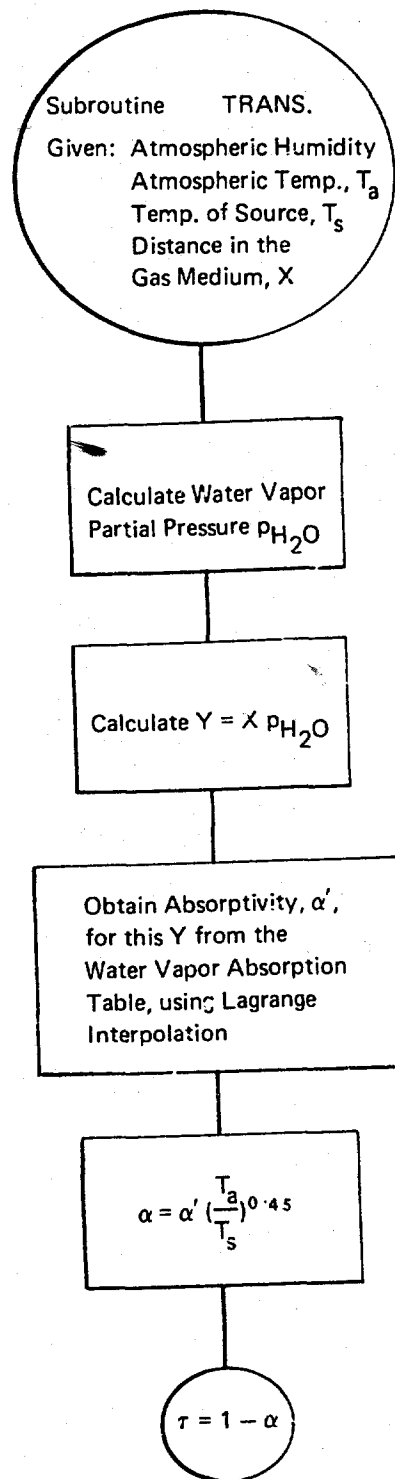 Subroutine TRANS.
Given: Atmospheric Humidity
Atmospheric Temp., Tₐ
Temp. of Source, Tₛ
Distance in the
Gas Medium, X
Calculate Water Vapor
Partial Pressure p_H₂O
Calculate Y = X p_H₂O
Obtain Absorptivity, α′,
for this Y from the
Water Vapor Absorption
Table, using Lagrange
Interpolation
α = α′ (Tₐ/Tₛ)^0.45
τ = 1 − α